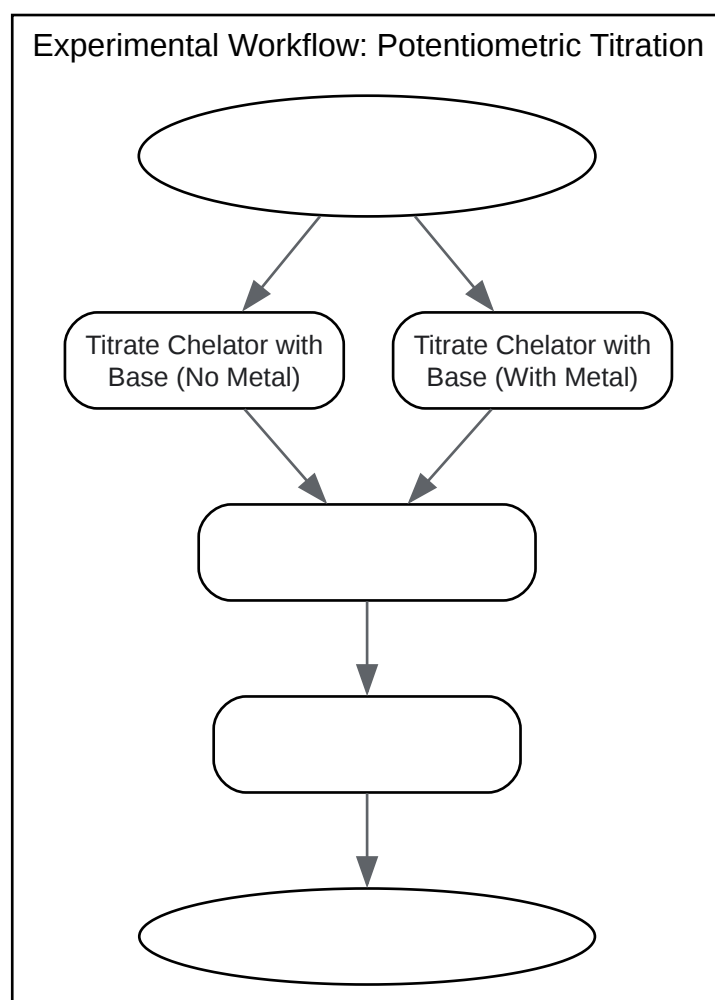 Experimental Workflow: Potentiometric Titration
Titrate Chelator with
Base (No Metal)
Titrate Chelator with
Base (With Metal)